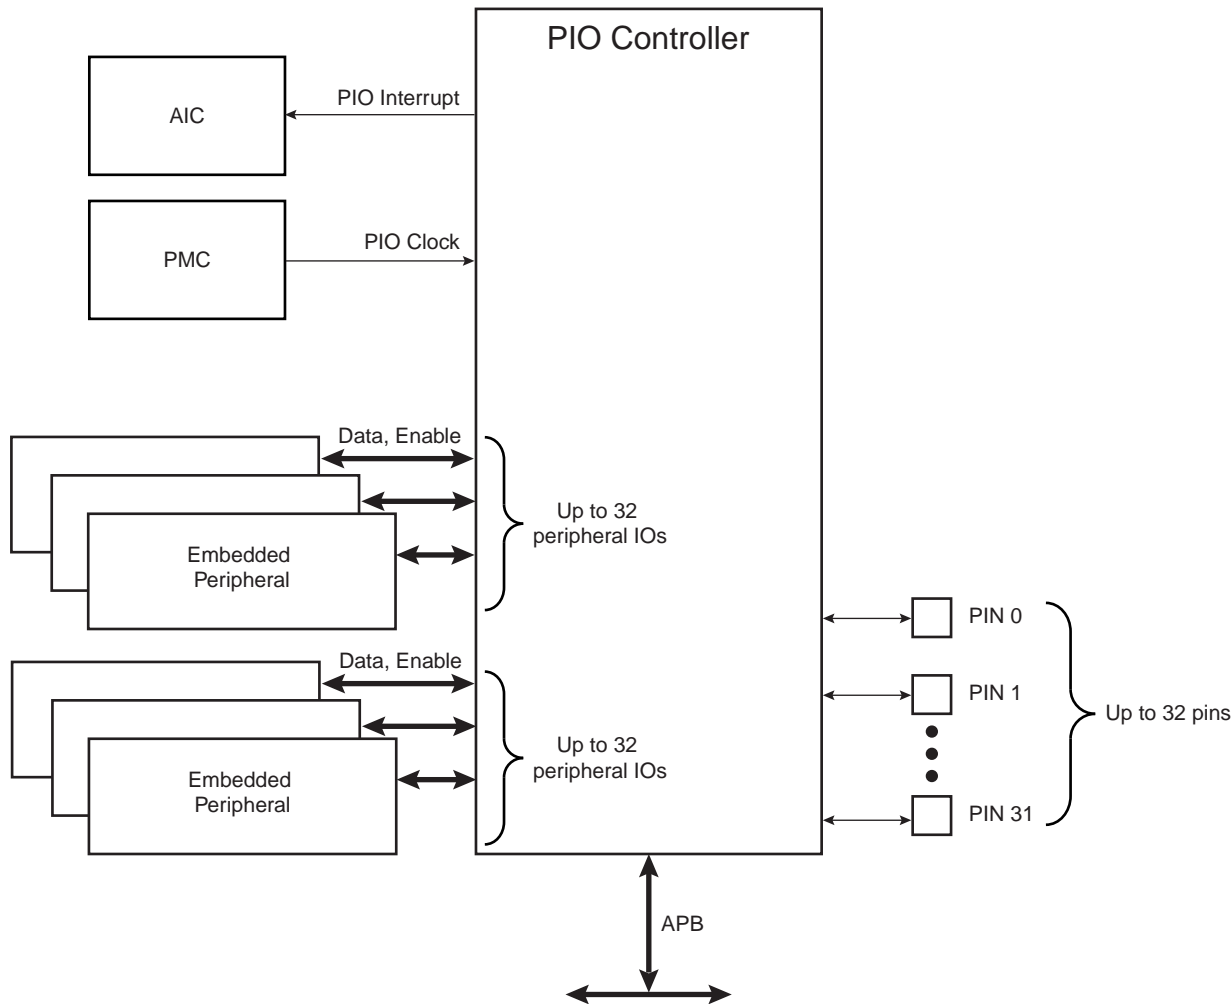 PIO Controller
AIC
PIO Interrupt
PMC
PIO Clock
Data, Enable
Up to 32
peripheral IOs
Embedded
Peripheral
Data, Enable
Up to 32
peripheral IOs
Embedded
Peripheral
PIN 0
PIN 1
Up to 32 pins
PIN 31
APB